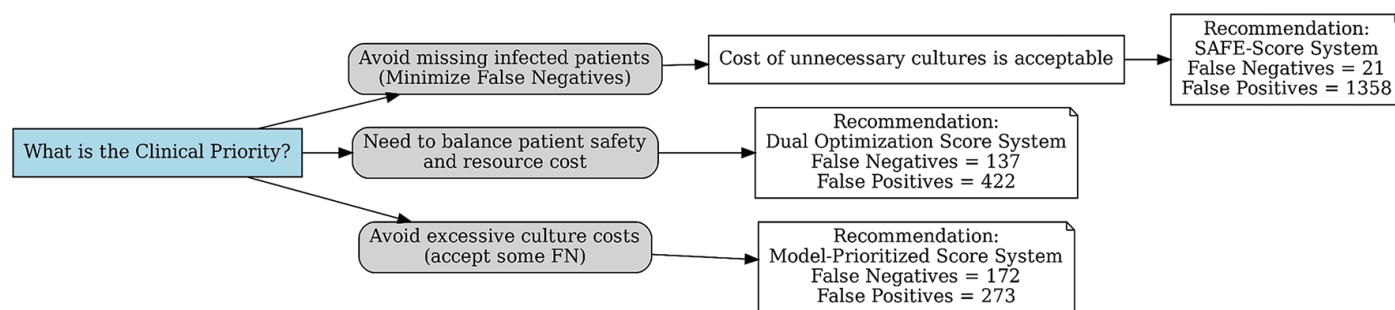 What is the Clinical Priority?
Avoid missing infected patients
(Minimize False Negatives)
Cost of unnecessary cultures is acceptable
Recommendation:
SAFE-Score System
False Negatives = 21
False Positives = 1358
Need to balance patient safety
and resource cost
Recommendation:
Dual Optimization Score System
False Negatives = 137
False Positives = 422
Avoid excessive culture costs
(accept some FN)
Recommendation:
Model-Prioritized Score System
False Negatives = 172
False Positives = 273